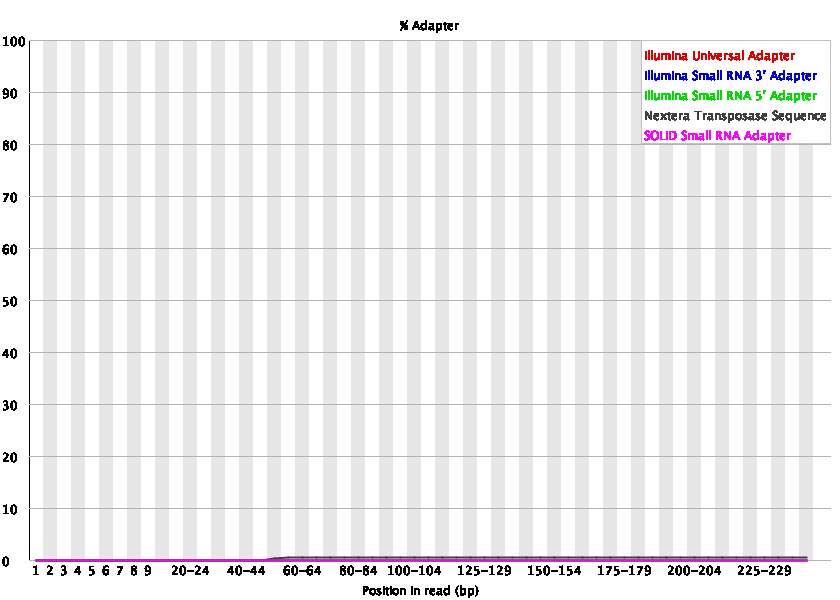 % Adapter
100
90
80
70
60
50
40
30
20
10
0
Illumina Universal Adapter
Illumina Small RNA 3' Adapter
Illumina Small RNA 5' Adapter
Nextera Transposase Sequence
SOLID Small RNA Adapter
1 2 3 4 5 6 7 8 9 20-24 40-44 60-64 80-84 100-104 125-129 150-154 175-179 200-204 225-229
Position in read (bp)